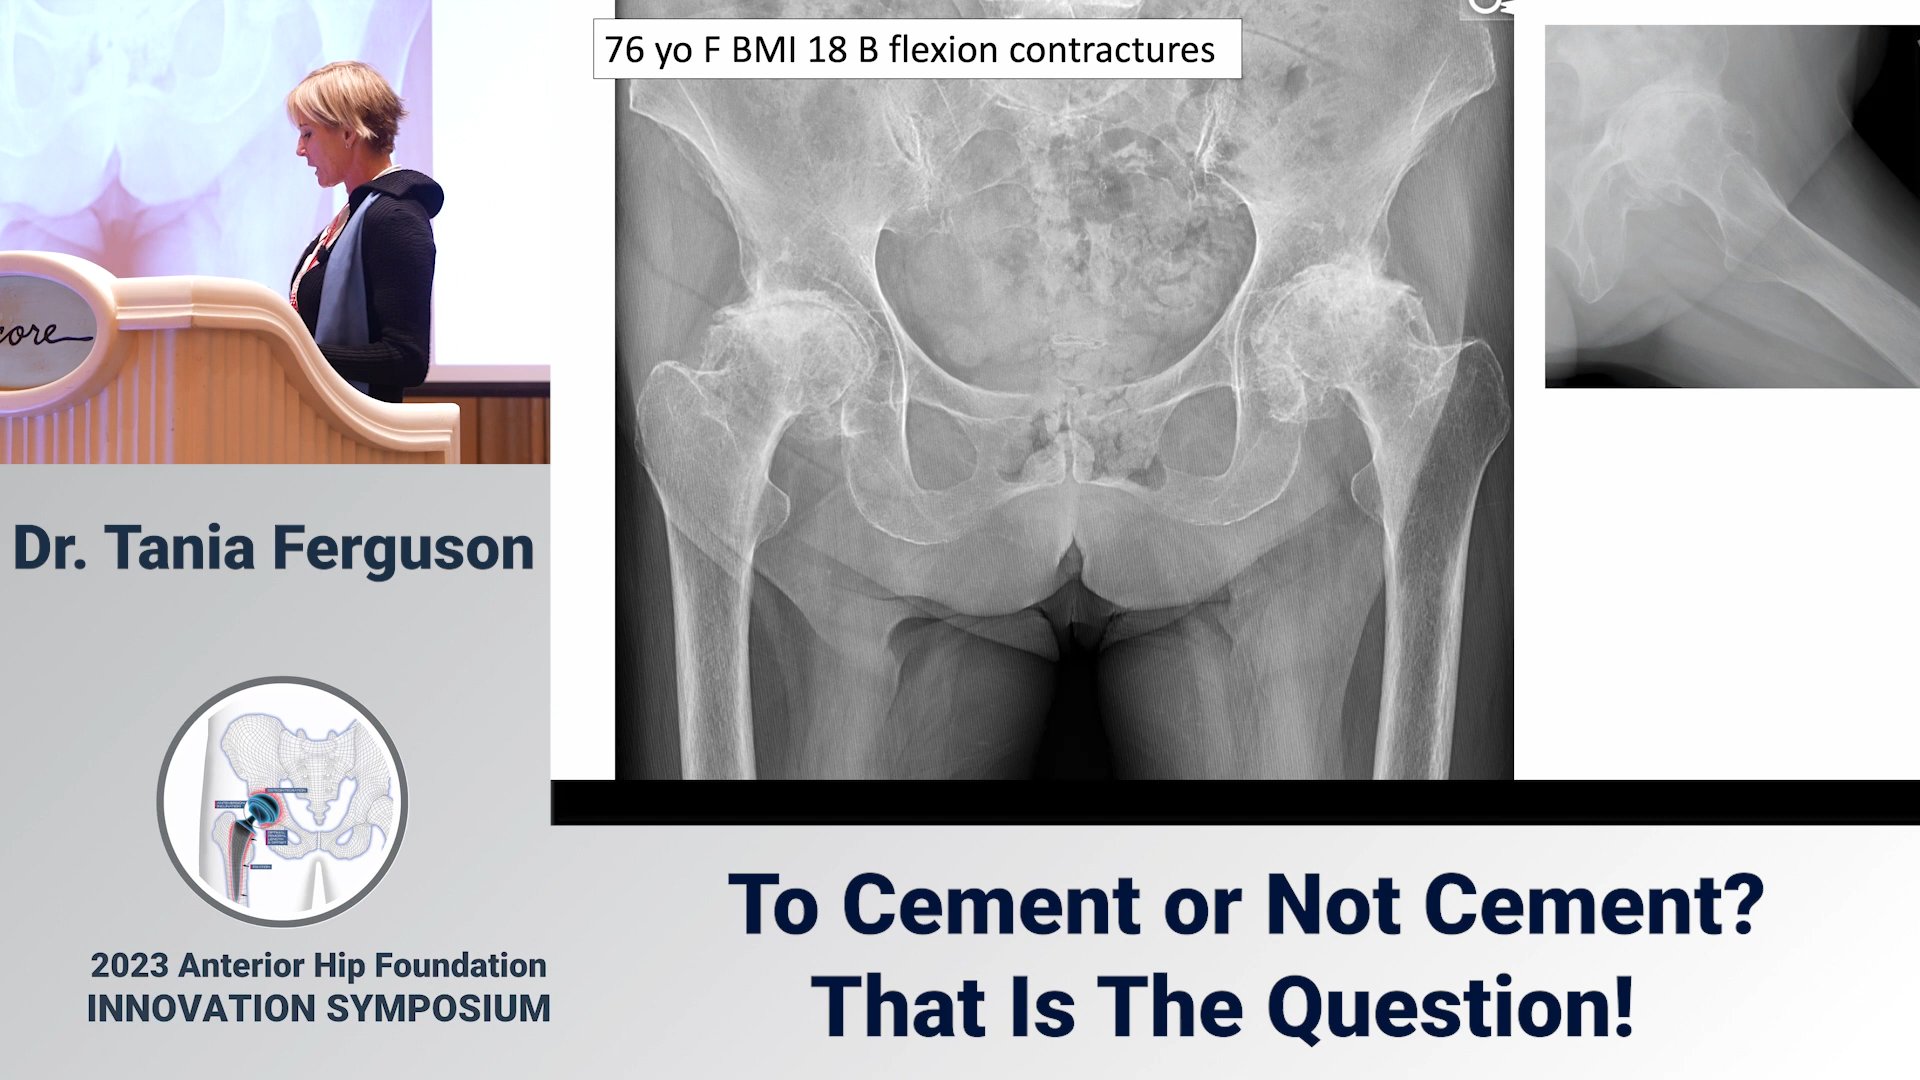 76 yo F BMI 18 B flexion contractures
core
Dr. Tania Ferguson
2023 Anterior Hip Foundation
INNOVATION SYMPOSIUM
To Cement or Not Cement?
That Is The Question!